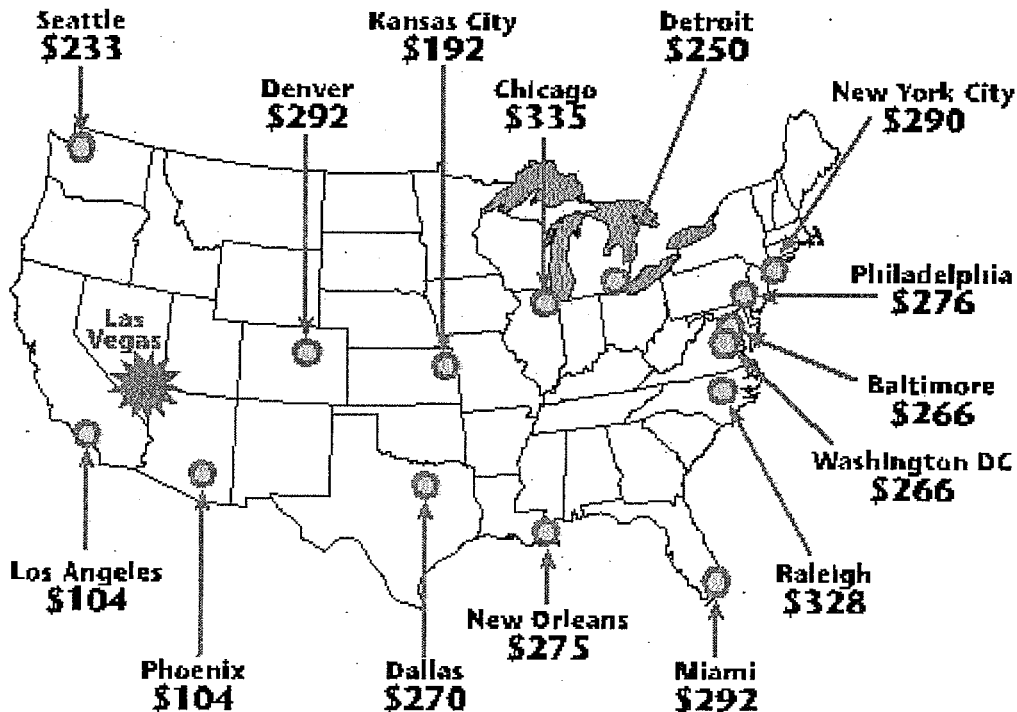 Seattle
$233
Kansas City
$192
Detroit
$250
Denver
$292
Chicago
$335
New York City
$290
Philadelphia
$276
Las
Vegas
Baltimore
$266
Washington DC
$266
Los Angeles
$104
Raleigh
$328
New Orleans
$275
Phoenix
$104
Dallas
$270
Miami
$292